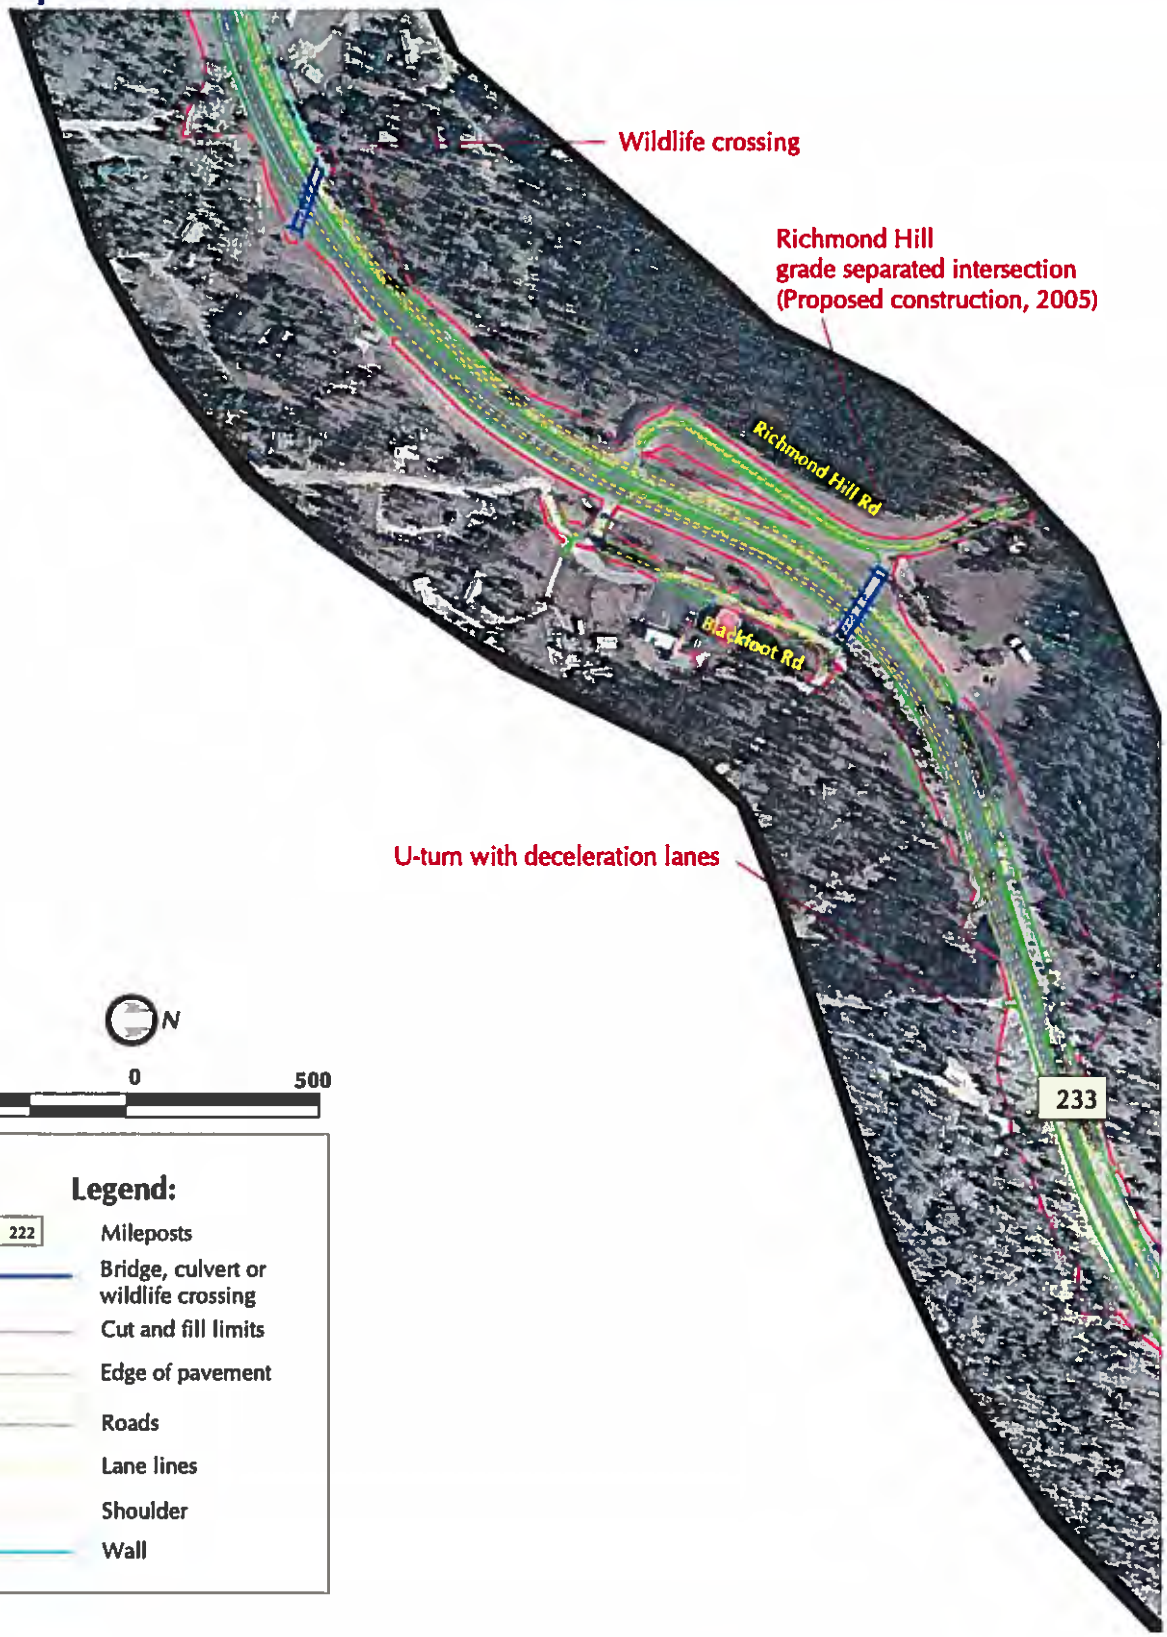 Wildlife crossing
Richmond Hill
grade separated intersection
(Proposed construction, 2005)
Richmond Hill Rd
Blackfoot Rd
U-turn with deceleration lanes
N
0 500
233
Legend:
222 Mileposts
Bridge, culvert or
wildlife crossing
Cut and fill limits
Edge of pavement
Roads
Lane lines
Shoulder
Wall